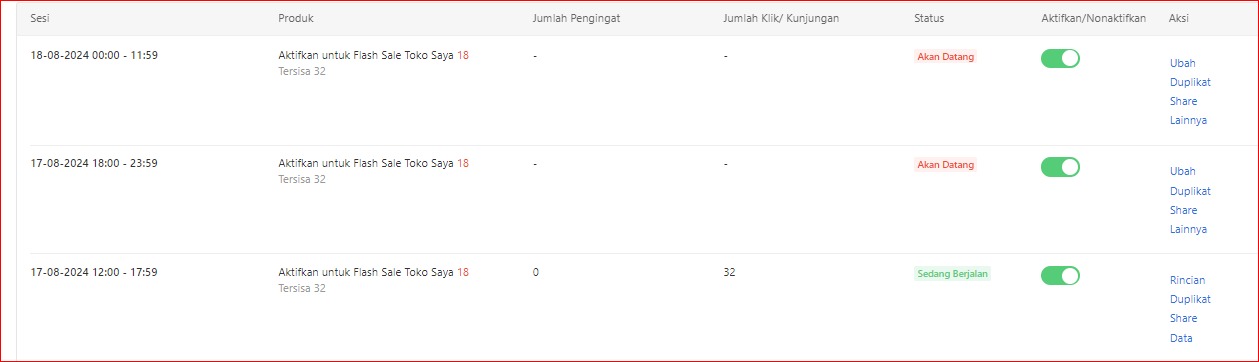 Sesi Produk Jumlah Pengingat Jumlah Klik/ Kunjungan Status Aktifkan/Nonaktifkan Aksi
18-08-2024 00:00 - 11:59 Aktifkan untuk Flash Sale Toko Saya 18 - - Akan Datang
Tersisa 32
Ubah
Duplikat
Share
Lainnya
17-08-2024 18:00 - 23:59 Aktifkan untuk Flash Sale Toko Saya 18 - - Akan Datang
Tersisa 32
Ubah
Duplikat
Share
Lainnya
17-08-2024 12:00 - 17:59 Aktifkan untuk Flash Sale Toko Saya 18 0 32 Sedang Berjalan
Tersisa 32
Rincian
Duplikat
Share
Data